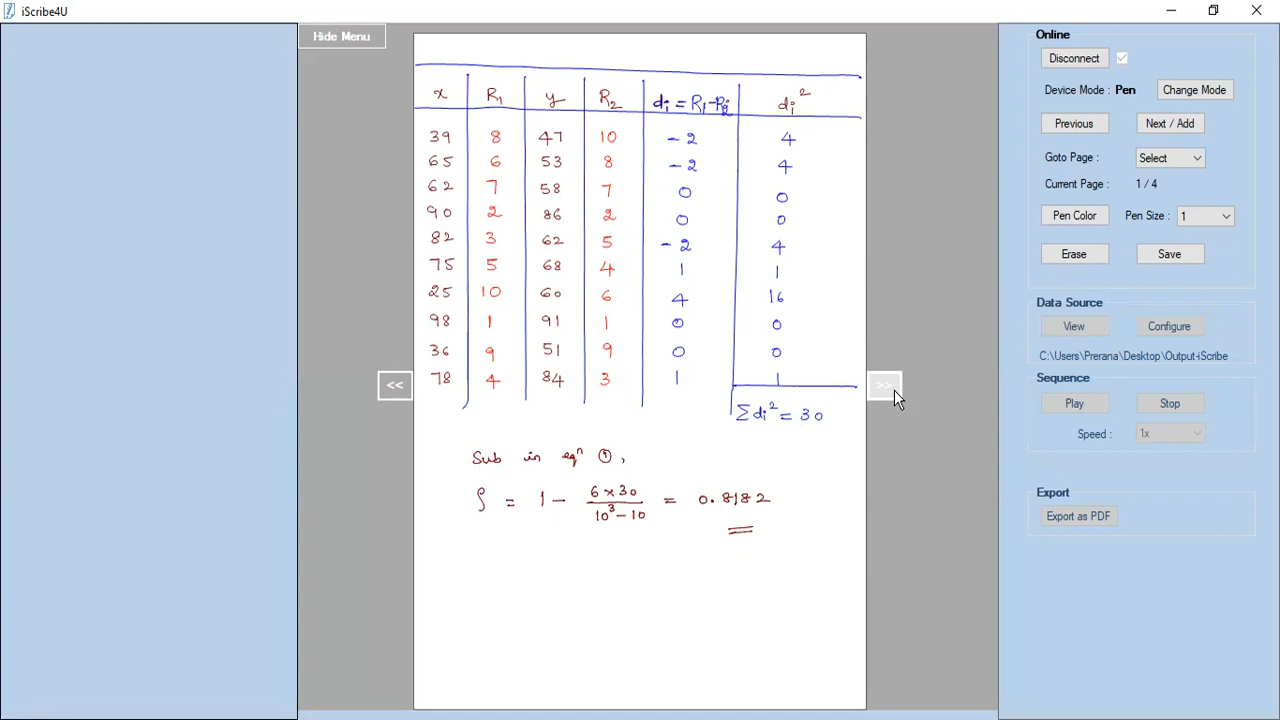 iScribe4U
Hide Menu
x R₁ y R₂ di = R₁-R₂ di²
39 8 47 10 -2 4
65 6 53 8 -2 4
62 7 58 7 0 0
90 2 86 2 0 0
82 3 62 5 -2 4
75 5 68 4 1 1
25 10 60 6 4 16
98 1 91 1 0 0
36 9 51 9 0 0
78 4 84 3 1 1
∑di² = 30
Sub in eqⁿ ①,
ρ = 1 - 6×30 / 10³-10 = 0.8182
<<
>>
Online
Disconnect
Device Mode : Pen Change Mode
Previous Next / Add
Goto Page : Select
Current Page : 1 / 4
Pen Color Pen Size : 1
Erase Save
Data Source
View Configure
C:\Users\Prerana\Desktop\Output-iScribe
Sequence
Play Stop
Speed : 1x
Export
Export as PDF